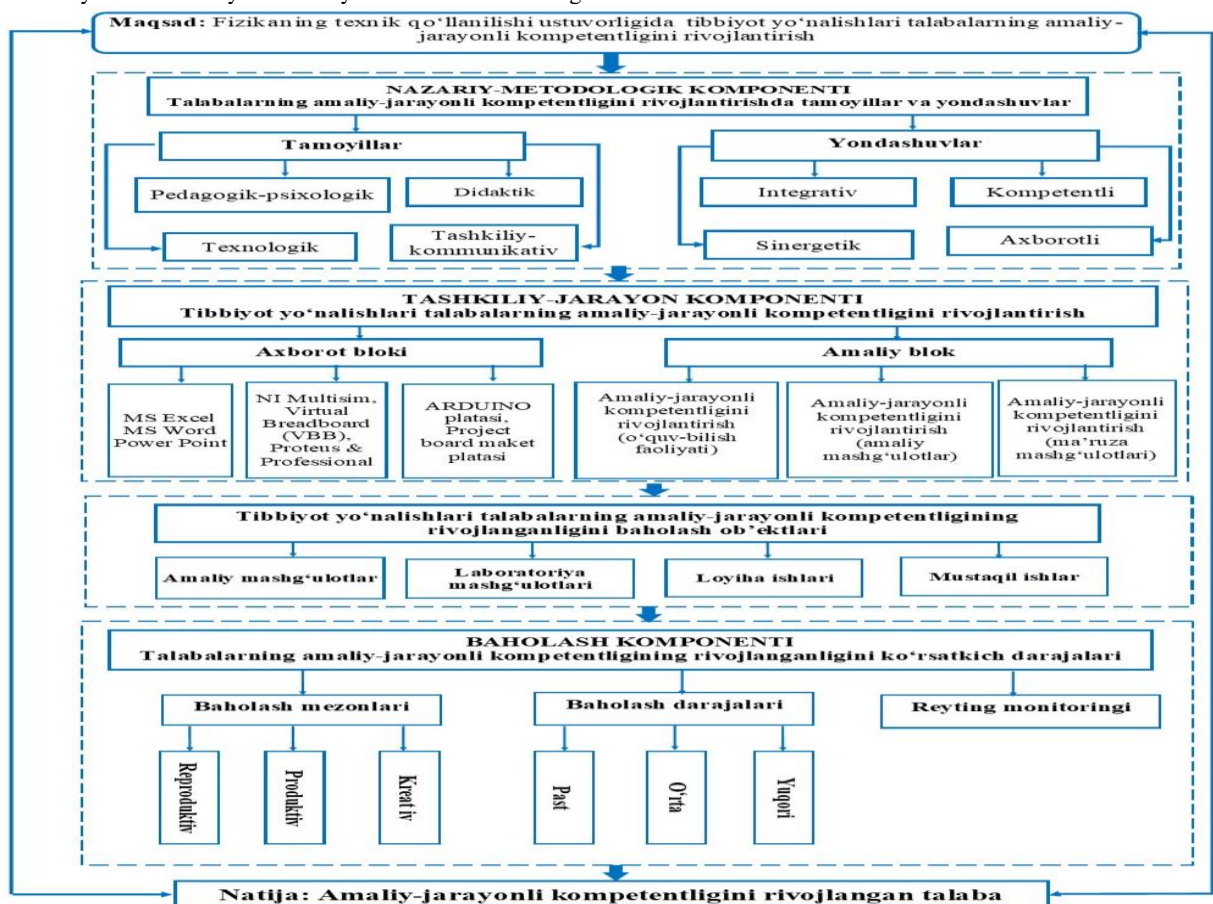 Maqsad: Fizikaning texnik qo‘llanilishi ustuvorligida tibbiyot yo‘nalishlari talabalarning amaliy-
jarayonli kompetentligini rivojlantirish
NAZARIY-METODOLOGIK KOMPONENTI
Talabalarning amaliy-jarayonli kompetentligini rivojlantirishda tamoyillar va yondashuvlar
Tamoyillar
Yondashuvlar
Pedagogik-psixologik
Didaktik
Integrativ
Kompetentli
Texnologik
Tashkiliy-
kommunikativ
Sinergetik
Axborotli
TASHKILIY-JARAYON KOMPONENTI
Tibbiyot yo‘nalishlari talabalarning amaliy-jarayonli kompetentligini rivojlantirish
Axborot bloki
Amaliy blok
MS Excel
MS Word
Power Point
NI Multisim,
Virtual
Breadboard
(VBB),
Proteus &
Professional
ARDUINO
platasi,
Project
board maket
platasi
Amaliy-jarayonli
kompetentligini
rivojlantirish
(o‘quv-bilish
faoliyati)
Amaliy-jarayonli
kompetentligini
rivojlantirish
(amaliy
mashg‘ulotlar)
Amaliy-jarayonli
kompetentligini
rivojlantirish
(ma’ruza
mashg‘ulotlari)
Tibbiyot yo‘nalishlari talabalarning amaliy-jarayonli kompetentligining
rivojlanganligini baholash ob’ektlari
Amaliy mashg‘ulotlar
Laboratoriya
mashg‘ulotlari
Loyiha ishlari
Mustaqil ishlar
BAHOLASH KOMPONENTI
Talabalarning amaliy-jarayonli kompetentligining rivojlanganligini ko‘rsatkich darajalari
Baholash mezonlari
Baholash darajalari
Reyting monitoringi
Reproduktiv
Produktiv
Kreativ
Past
O‘rta
Yuqori
Natija: Amaliy-jarayonli kompetentligini rivojlangan talaba